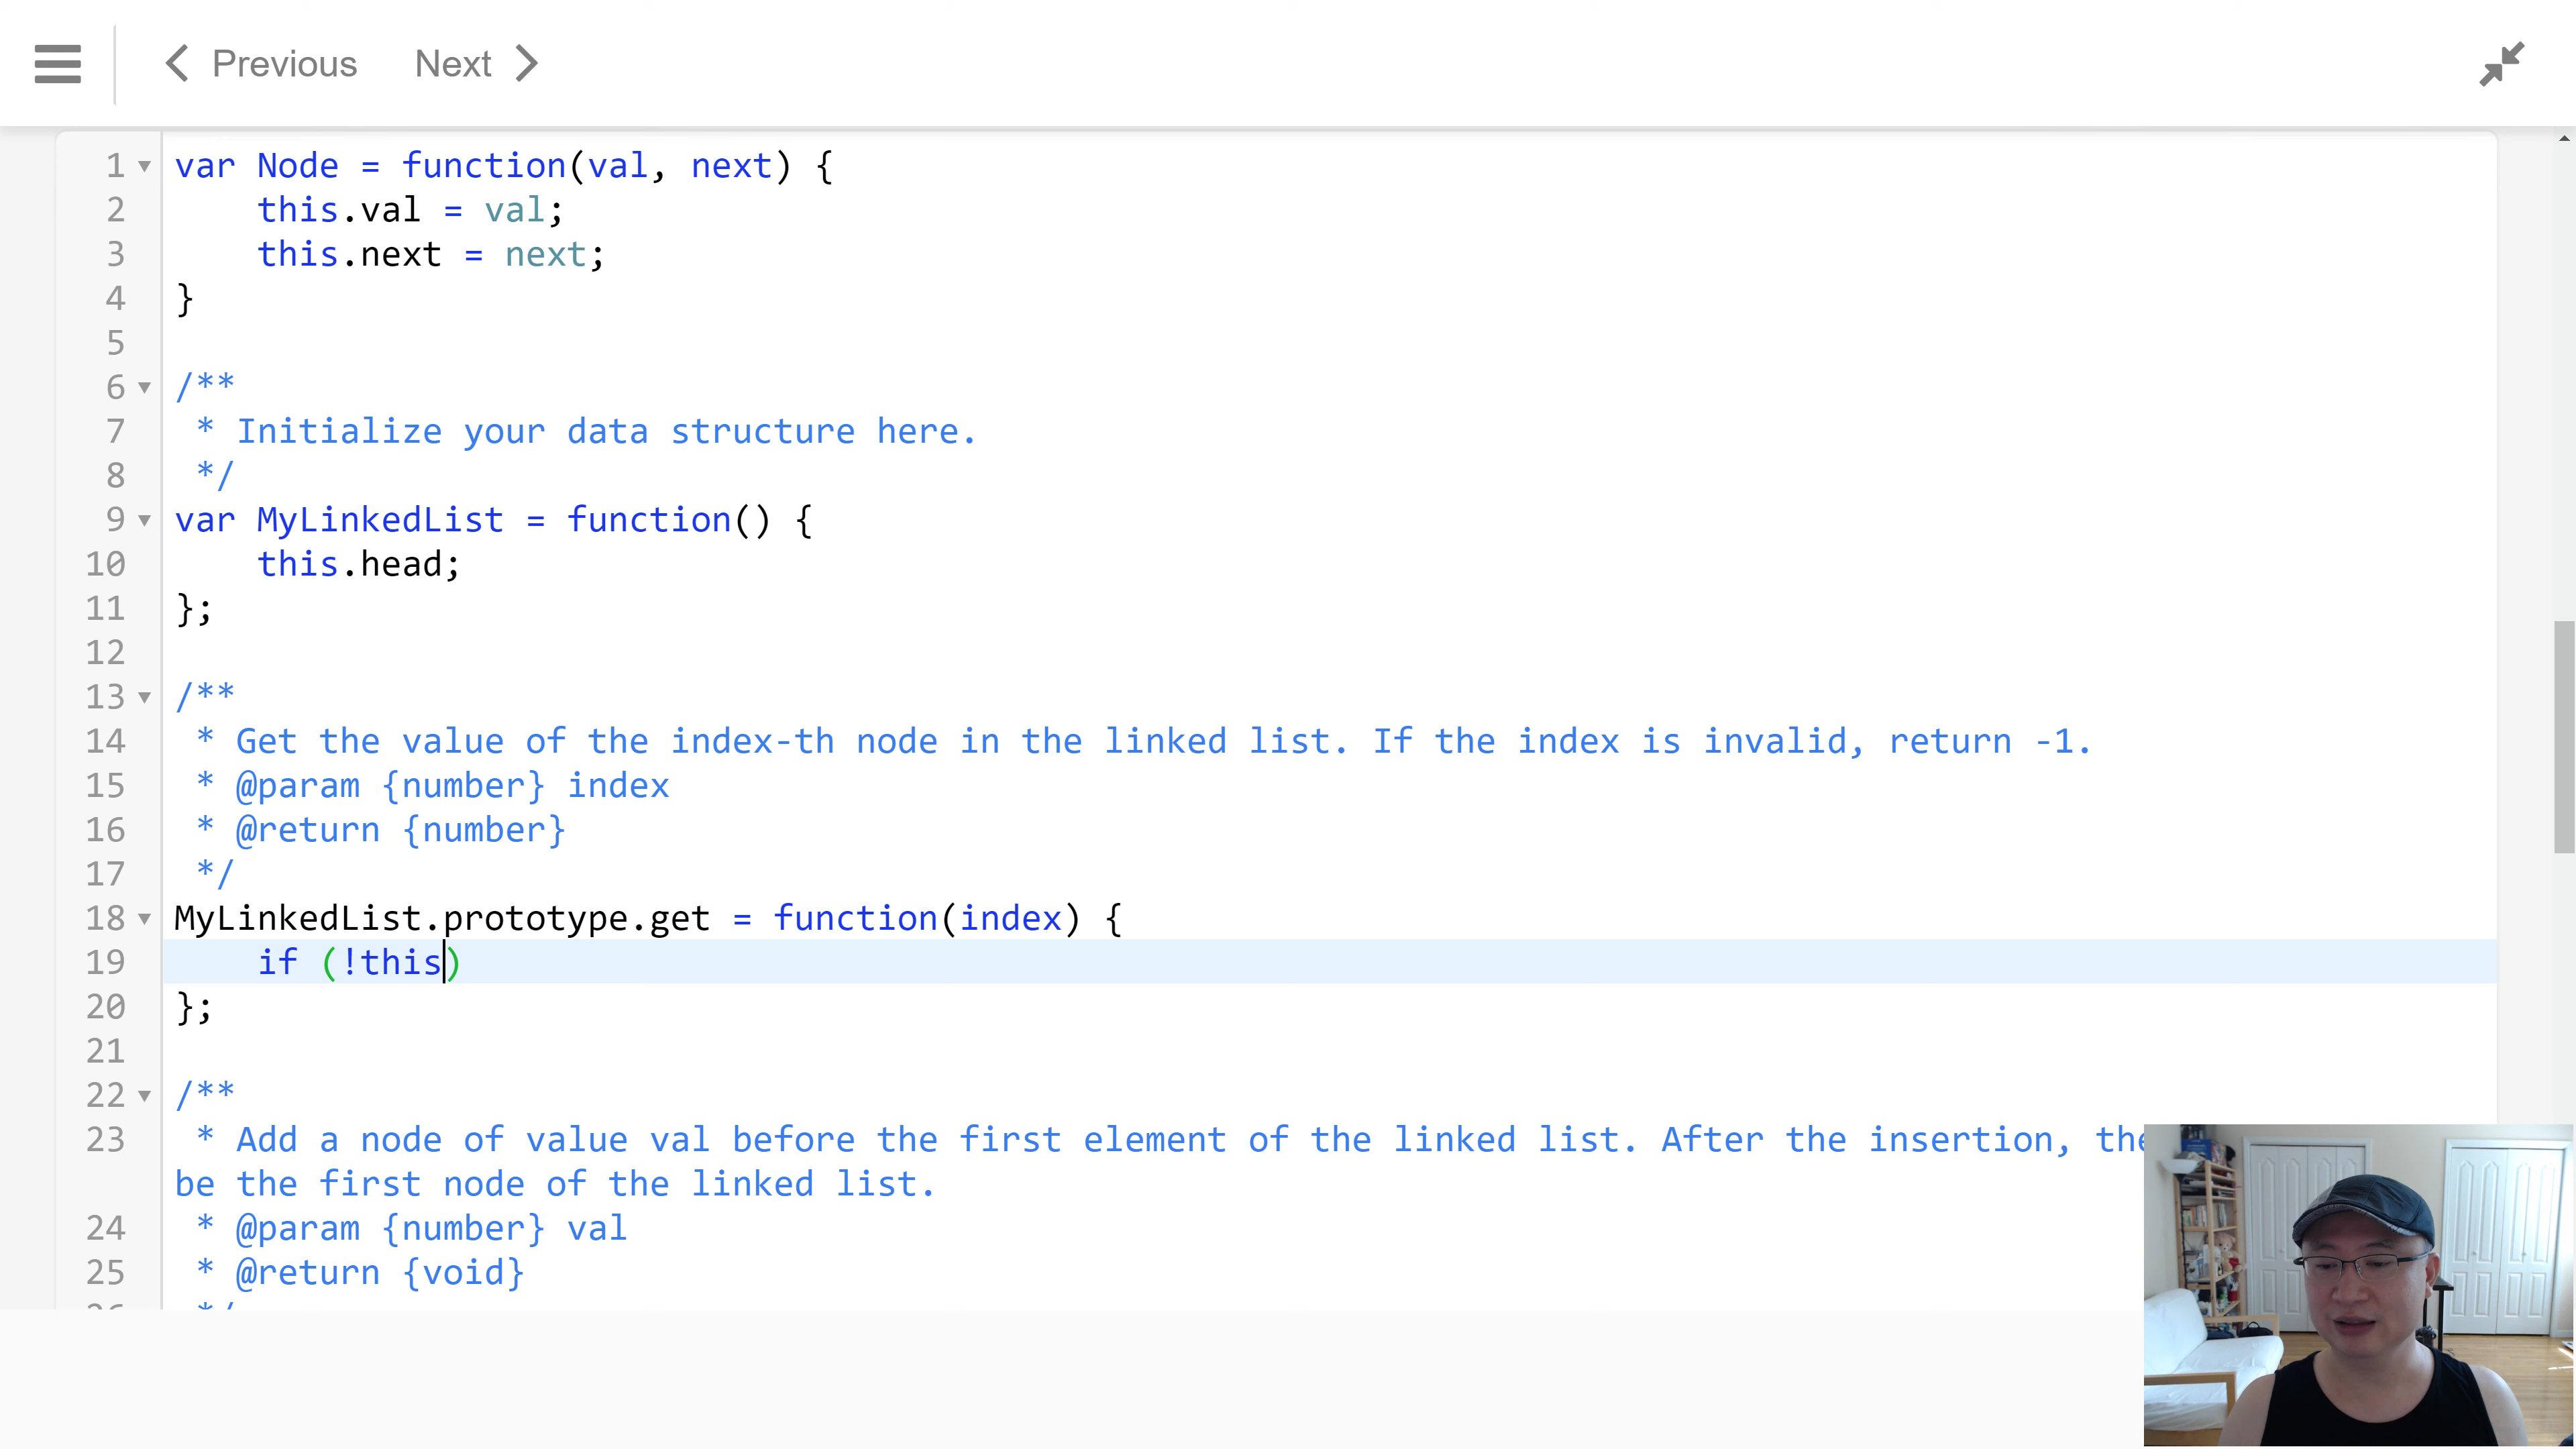 Previous Next
1 var Node = function(val, next) {
2     this.val = val;
3     this.next = next;
4 }
5
6 /**
7  * Initialize your data structure here.
8  */
9 var MyLinkedList = function() {
10     this.head;
11 };
12
13 /**
14  * Get the value of the index-th node in the linked list. If the index is invalid, return -1.
15  * @param {number} index
16  * @return {number}
17  */
18 MyLinkedList.prototype.get = function(index) {
19     if (!this)
20 };
21
22 /**
23  * Add a node of value val before the first element of the linked list. After the insertion,
be the first node of the linked list.
24  * @param {number} val
25  * @return {void}